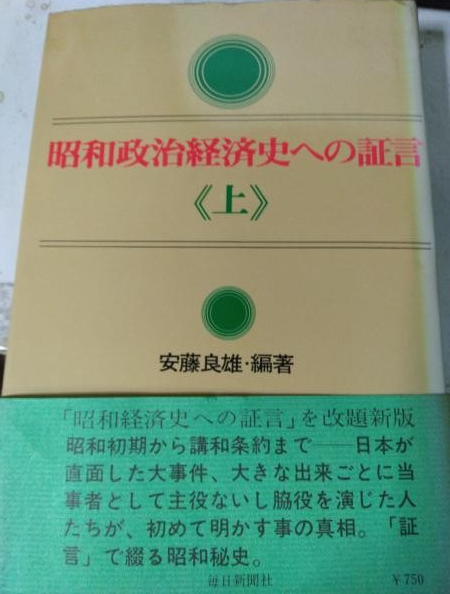 昭和政治経済史への証言
《上》
安藤良雄・編著
「昭和経済史への証言」を改題新版
昭和初期から講和条約まで──日本が
直面した大事件、大きな出来ごとに当
事者として主役ないし脇役を演じた人
たちが、初めて明かす事の真相。「証
言」で綴る昭和秘史。
毎日新聞社 ¥750